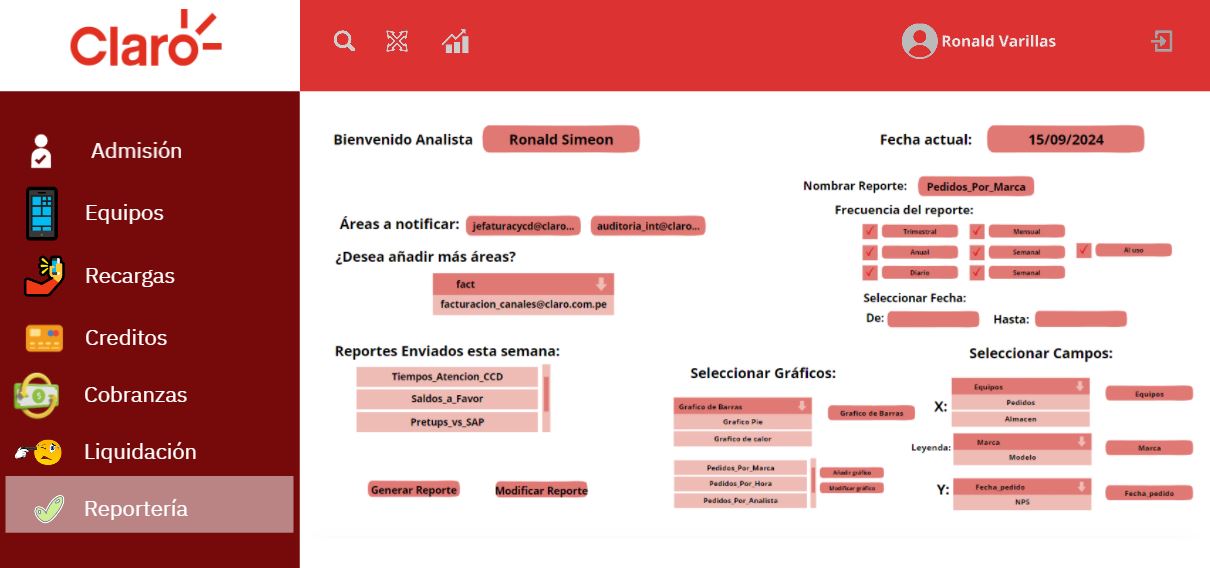 Claro
Ronald Varillas
Admisión
Equipos
Recargas
Creditos
Cobranzas
Liquidación
Reportería
Bienvenido Analista
Ronald Simeon
Fecha actual:
15/09/2024
Nombrar Reporte:
Pedidos_Por_Marca
Áreas a notificar:
jefaturacycd@claro...
auditoria_int@claro...
Frecuencia del reporte:
Trimestral
Mensual
Anual
Semanal
Al uso
Diario
Semanal
¿Desea añadir más áreas?
fact
facturacion_canales@claro.com.pe
Seleccionar Fecha:
De:
Hasta:
Reportes Enviados esta semana:
Tiempos_Atencion_CCD
Saldos_a_Favor
Pretups_vs_SAP
Generar Reporte
Modificar Reporte
Seleccionar Gráficos:
Grafico de Barras
Grafico Pie
Grafico de calor
Grafico de Barras
Pedidos_Por_Marca
Pedidos_Por_Hora
Pedidos_Por_Analista
Añadir gráfico
Modificar gráfico
Seleccionar Campos:
X:
Equipos
Pedidos
Almacen
Equipos
Leyenda:
Marca
Modelo
Marca
Y:
Fecha_pedido
NPS
Fecha_pedido